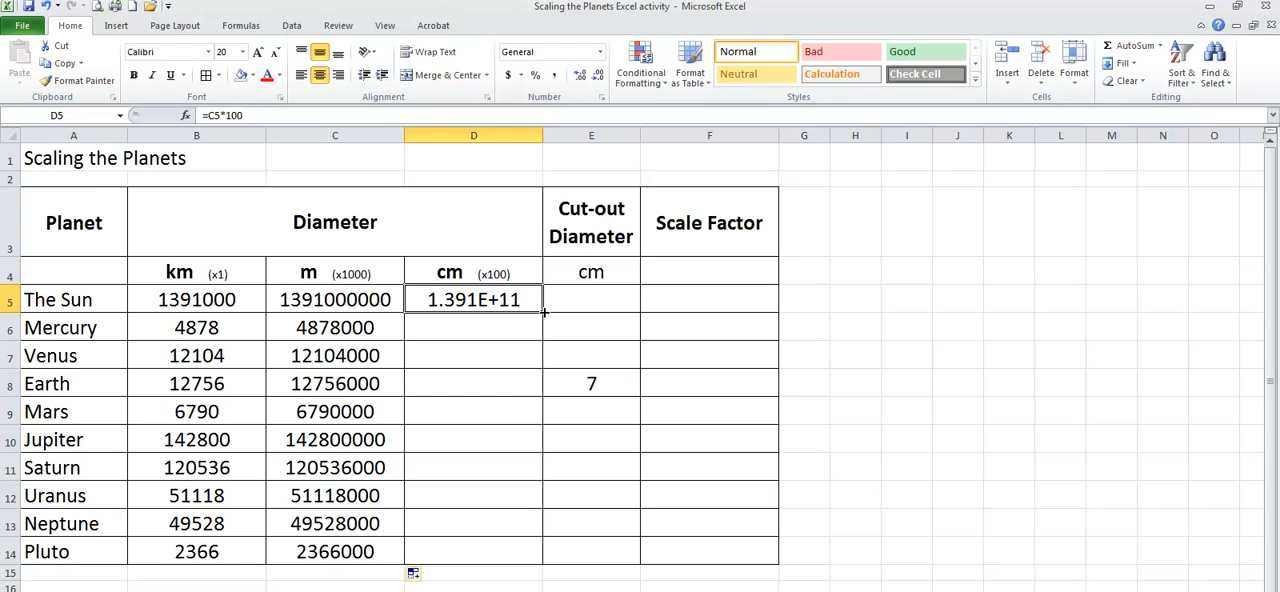 Scaling the Planets Excel activity - Microsoft Excel
File Home Insert Page Layout Formulas Data Review View Acrobat
Paste
Cut
Copy
Format Painter
Clipboard
Calibri 20
B I U
Font
Wrap Text
Merge & Center
Alignment
General
$ % ,
Number
Conditional Formatting
Format as Table
Normal Bad Good
Neutral Calculation Check Cell
Styles
Insert Delete Format
Cells
AutoSum
Fill
Clear
Sort & Filter
Find & Select
Editing
D5 fx =C5*100
A B C D E F G H I J K L M N O
1 Scaling the Planets
2
3 Planet Diameter Cut-out Diameter Scale Factor
4 km (x1) m (x1000) cm (x100) cm
5 The Sun 1391000 1391000000 1.391E+11
6 Mercury 4878 4878000
7 Venus 12104 12104000
8 Earth 12756 12756000 7
9 Mars 6790 6790000
10 Jupiter 142800 142800000
11 Saturn 120536 120536000
12 Uranus 51118 51118000
13 Neptune 49528 49528000
14 Pluto 2366 2366000
15
16